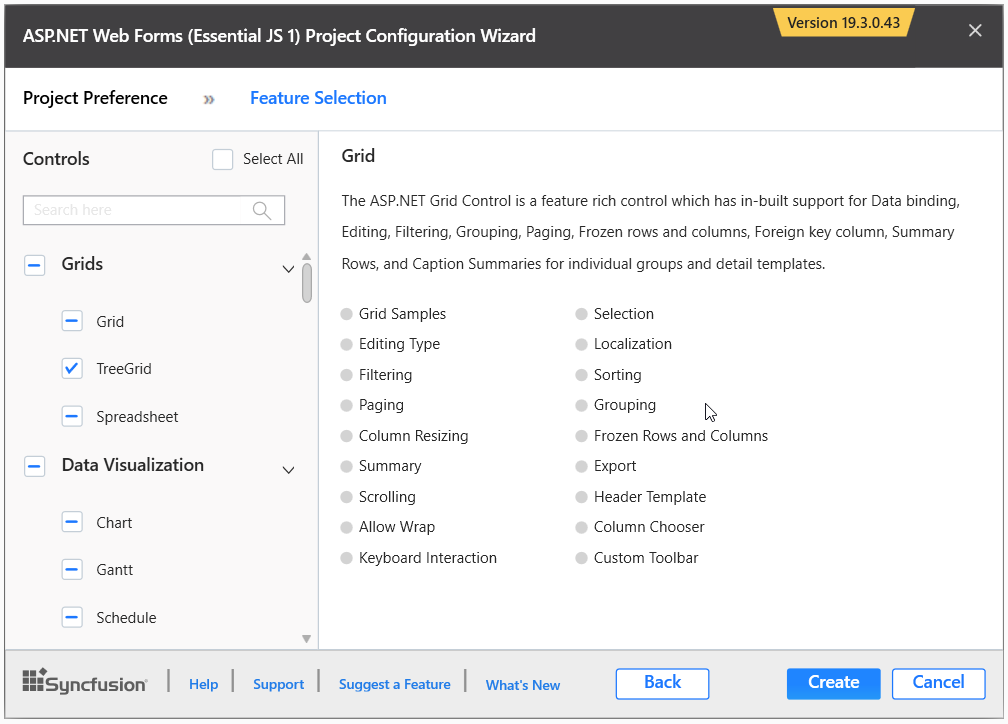 ASP.NET Web Forms (Essential JS 1) Project Configuration Wizard
Version 19.3.0.43
Project Preference
»
Feature Selection
Controls
Select All
Search here
Grids
Grid
TreeGrid
Spreadsheet
Data Visualization
Chart
Gantt
Schedule
Grid
The ASP.NET Grid Control is a feature rich control which has in-built support for Data binding,
Editing, Filtering, Grouping, Paging, Frozen rows and columns, Foreign key column, Summary
Rows, and Caption Summaries for individual groups and detail templates.
Grid Samples
Selection
Editing Type
Localization
Filtering
Sorting
Paging
Grouping
Column Resizing
Frozen Rows and Columns
Summary
Export
Scrolling
Header Template
Allow Wrap
Column Chooser
Keyboard Interaction
Custom Toolbar
Syncfusion
Help
Support
Suggest a Feature
What's New
Back
Create
Cancel